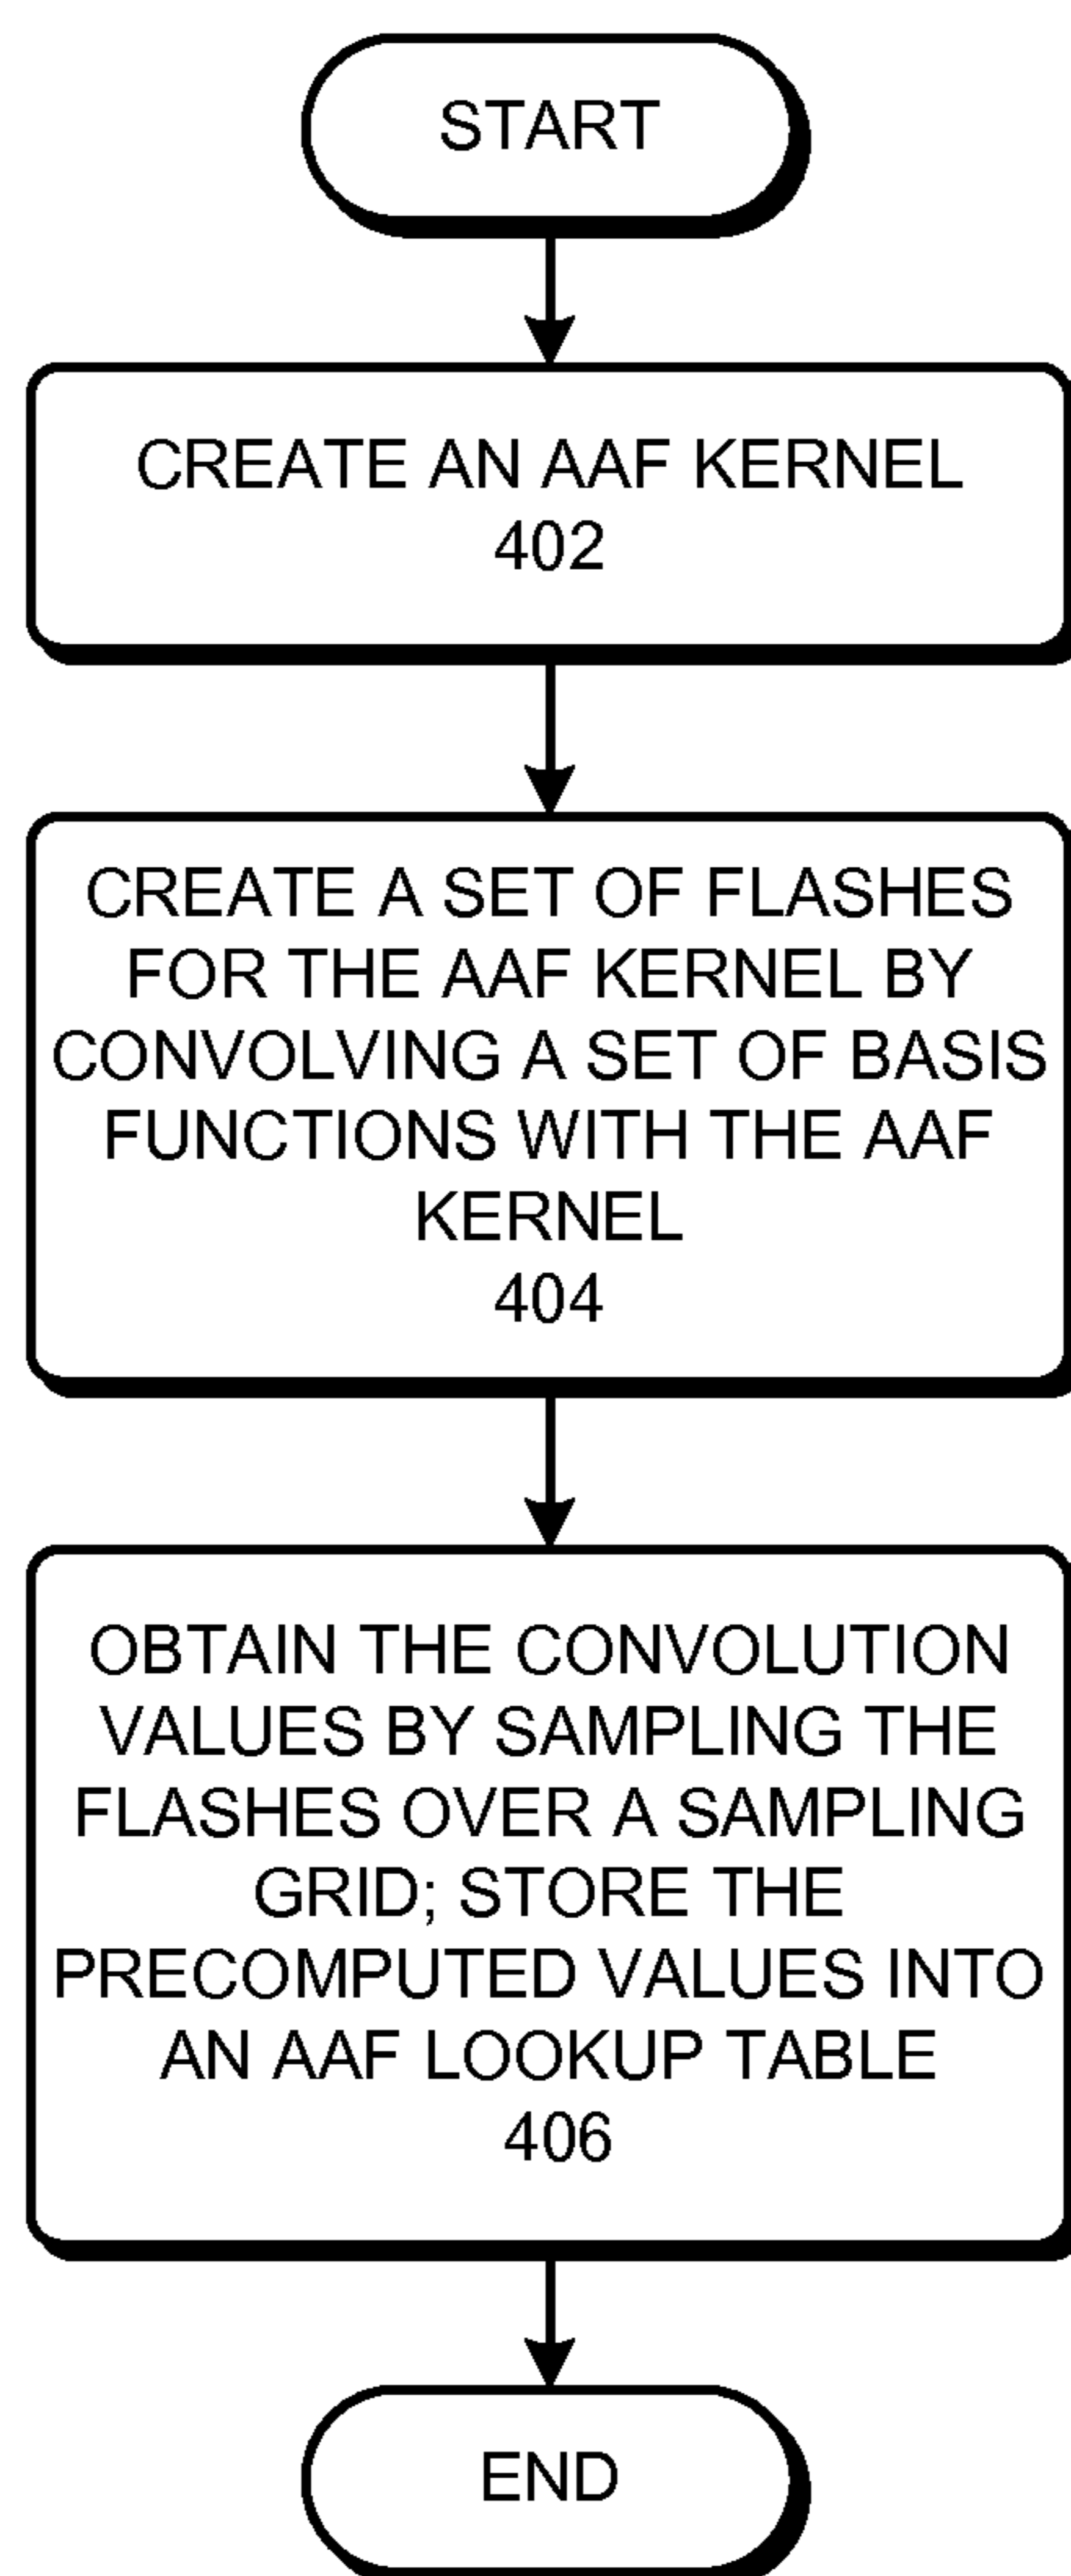 START
CREATE AN AAF KERNEL
402
CREATE A SET OF FLASHES
FOR THE AAF KERNEL BY
CONVOLVING A SET OF BASIS
FUNCTIONS WITH THE AAF
KERNEL
404
OBTAIN THE CONVOLUTION
VALUES BY SAMPLING THE
FLASHES OVER A SAMPLING
GRID; STORE THE
PRECOMPUTED VALUES INTO
AN AAF LOOKUP TABLE
406
END